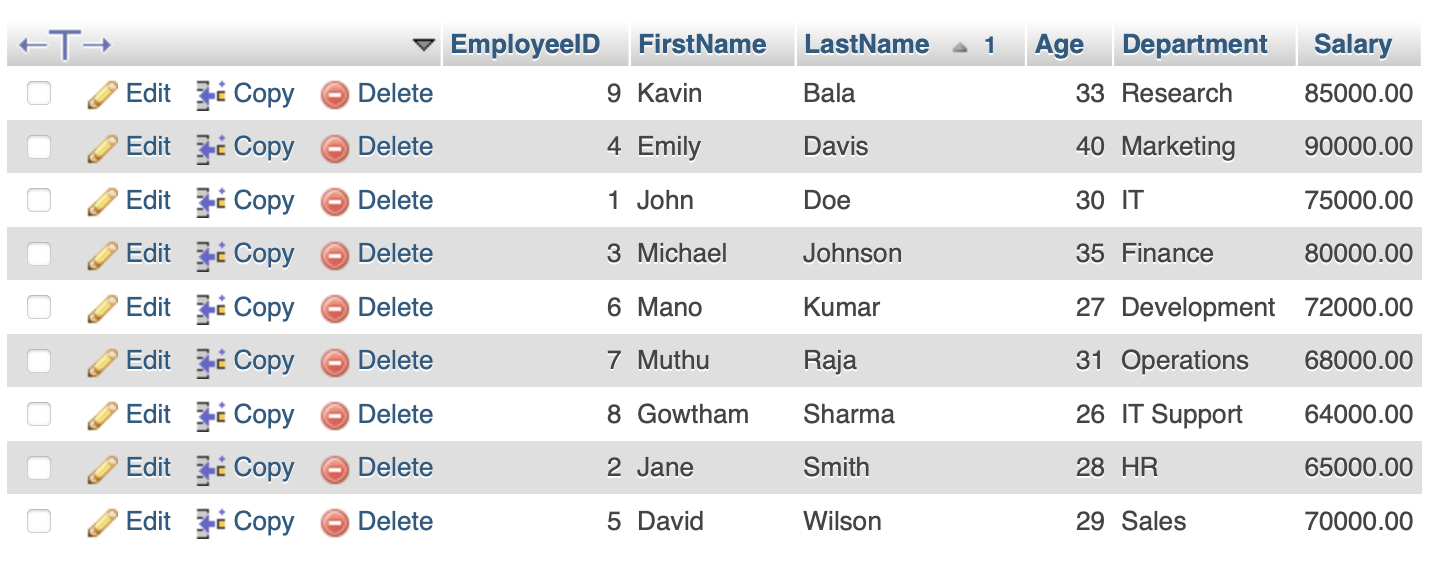 ←T→ EmployeeID FirstName LastName 1 Age Department Salary
Edit Copy Delete 9 Kavin Bala 33 Research 85000.00
Edit Copy Delete 4 Emily Davis 40 Marketing 90000.00
Edit Copy Delete 1 John Doe 30 IT 75000.00
Edit Copy Delete 3 Michael Johnson 35 Finance 80000.00
Edit Copy Delete 6 Mano Kumar 27 Development 72000.00
Edit Copy Delete 7 Muthu Raja 31 Operations 68000.00
Edit Copy Delete 8 Gowtham Sharma 26 IT Support 64000.00
Edit Copy Delete 2 Jane Smith 28 HR 65000.00
Edit Copy Delete 5 David Wilson 29 Sales 70000.00